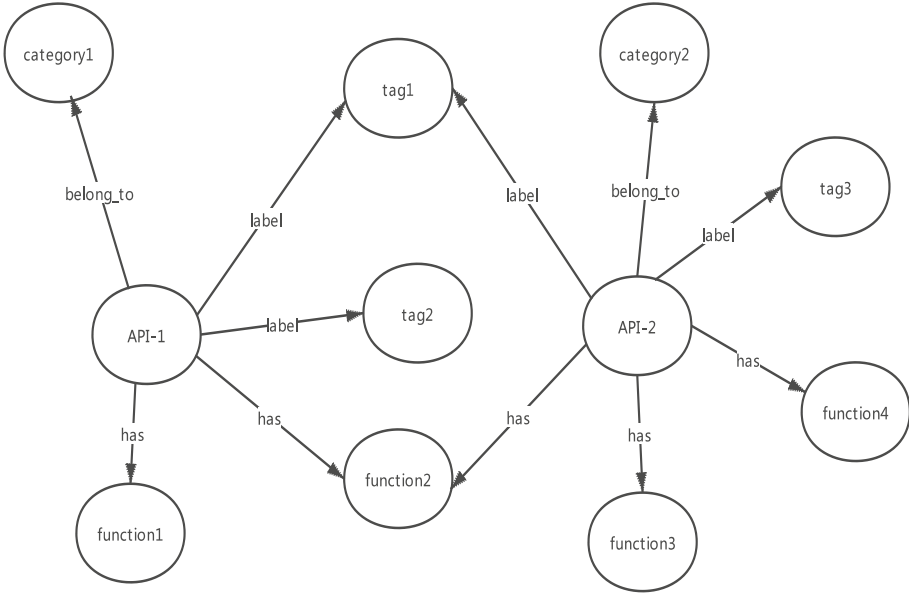 category1
category2
tag1
tag3
belong_to
belong_to
label
label
label
tag2
label
API-1
API-2
has
has
has
has
has
function4
function2
function1
function3